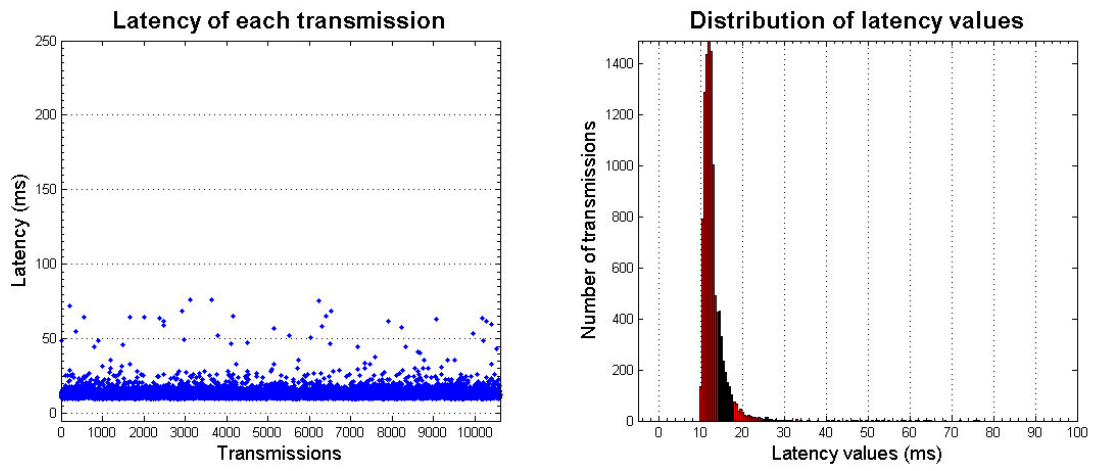 Latency of each transmission
Distribution of latency values
250
200
150
100
50
0
Latency (ms)
0 1000 2000 3000 4000 5000 6000 7000 8000 9000 10000
Transmissions
1400
1200
1000
800
600
400
200
0
Number of transmissions
0 10 20 30 40 50 60 70 80 90 100
Latency values (ms)